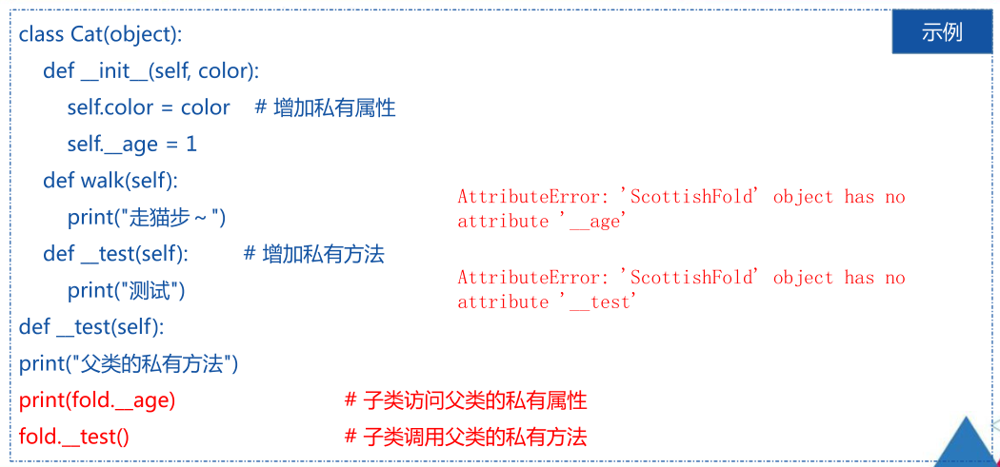 示例
class Cat(object):
def __init__(self, color):
self.color = color # 增加私有属性
self.__age = 1
def walk(self):
print("走猫步～")
def __test(self): # 增加私有方法
print("测试")
def __test(self):
print("父类的私有方法")
print(fold.__age) # 子类访问父类的私有属性
fold.__test() # 子类调用父类的私有方法
AttributeError: 'ScottishFold' object has no
attribute '__age'
AttributeError: 'ScottishFold' object has no
attribute '__test'